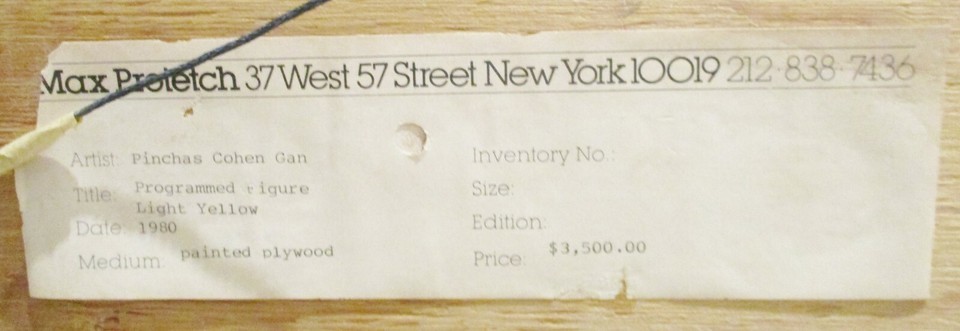 Max Protetch 37 West 57 Street New York 10019 212·838·7436
Artist: Pinchas Cohen Gan
Title: Programmed Figure
Light Yellow
Date: 1980
Medium: painted plywood
Inventory No.:
Size:
Edition:
Price: $3,500.00